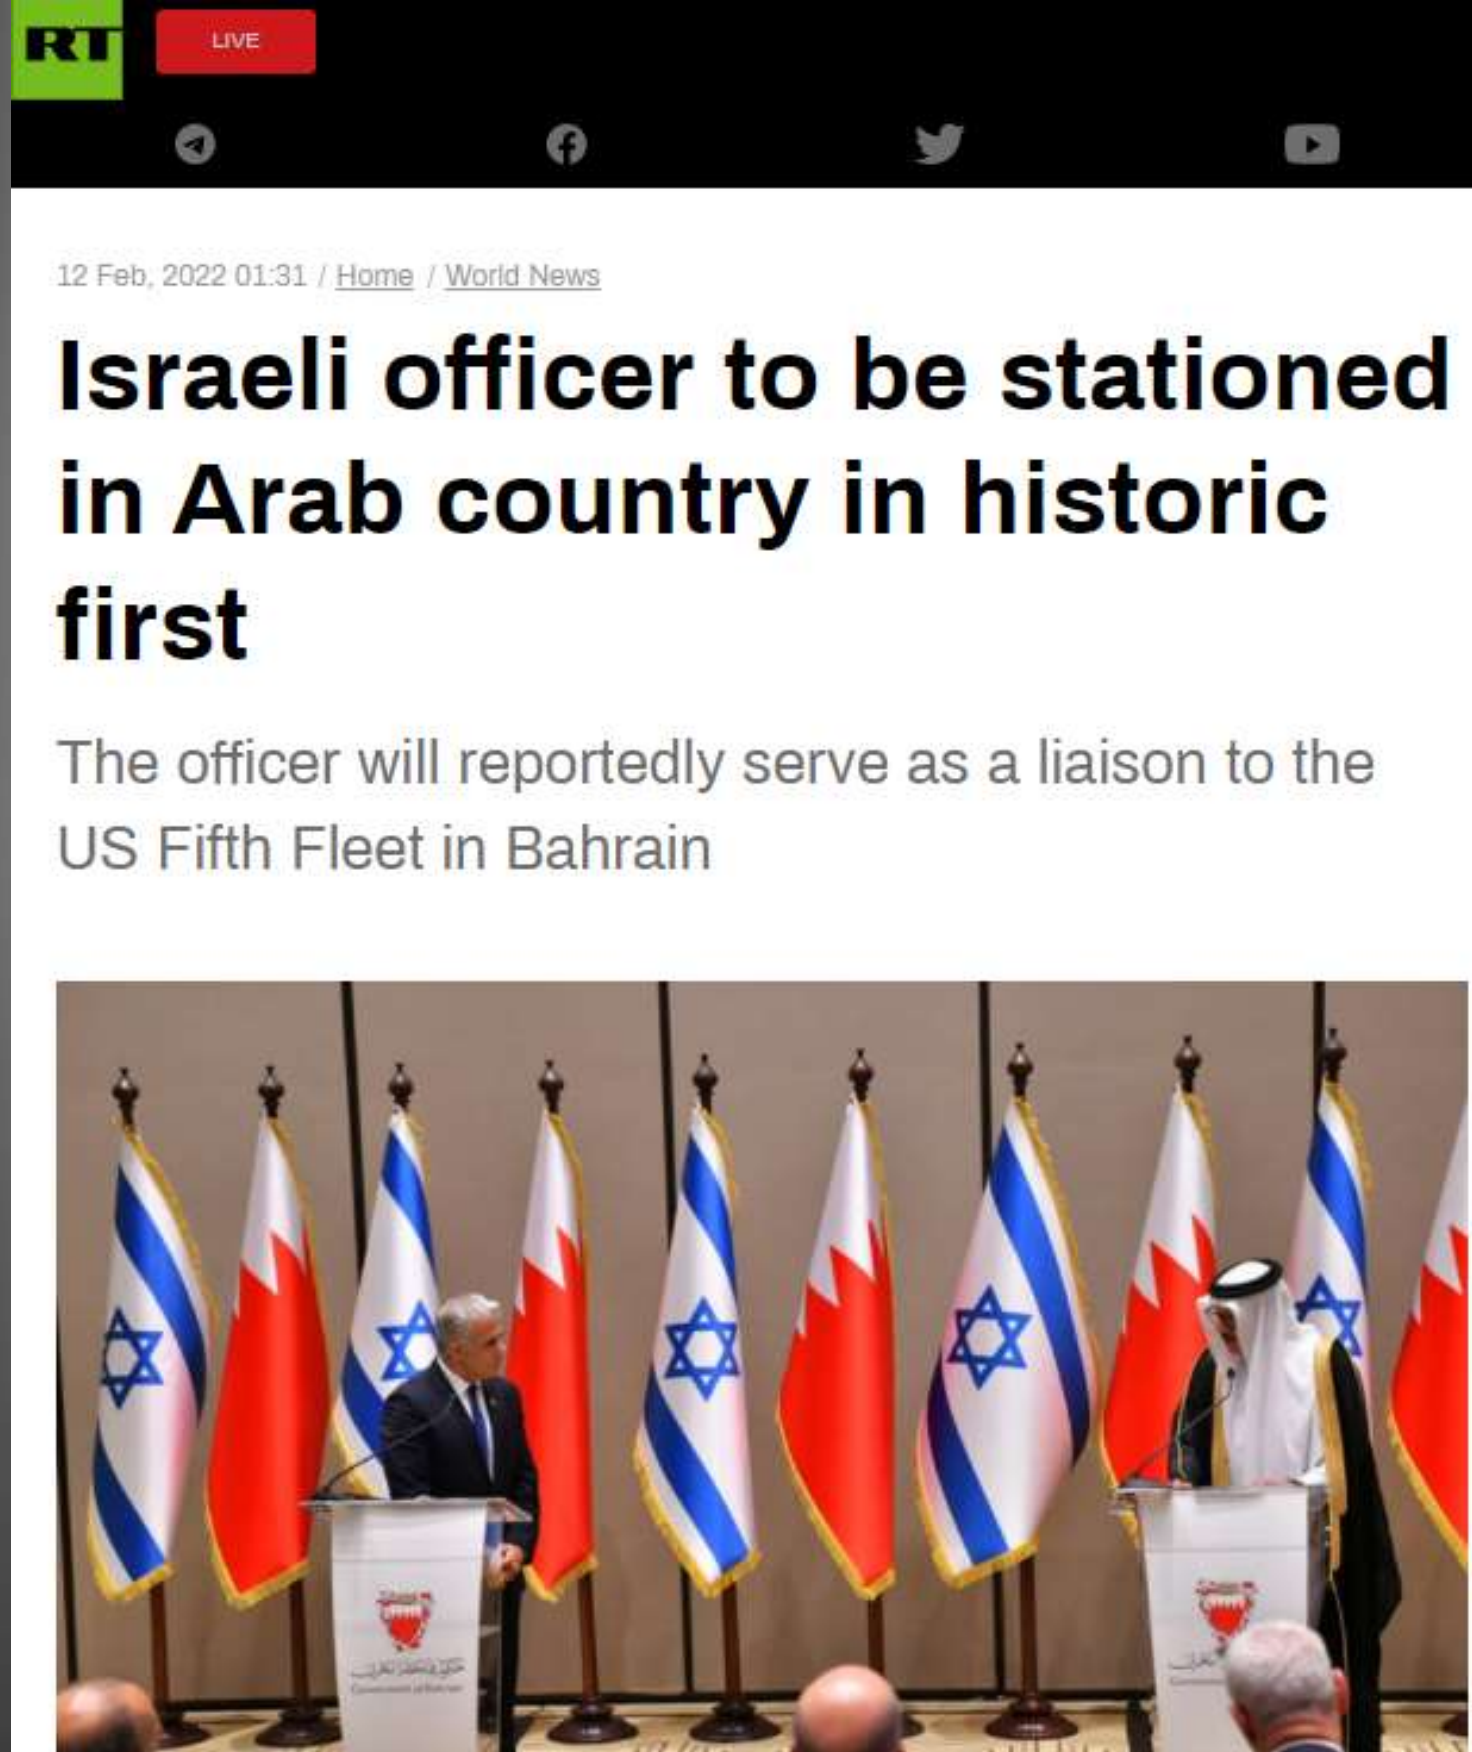 RT
LIVE
12 Feb, 2022 01:31 / Home / World News
Israeli officer to be stationed
in Arab country in historic
first
The officer will reportedly serve as a liaison to the
US Fifth Fleet in Bahrain